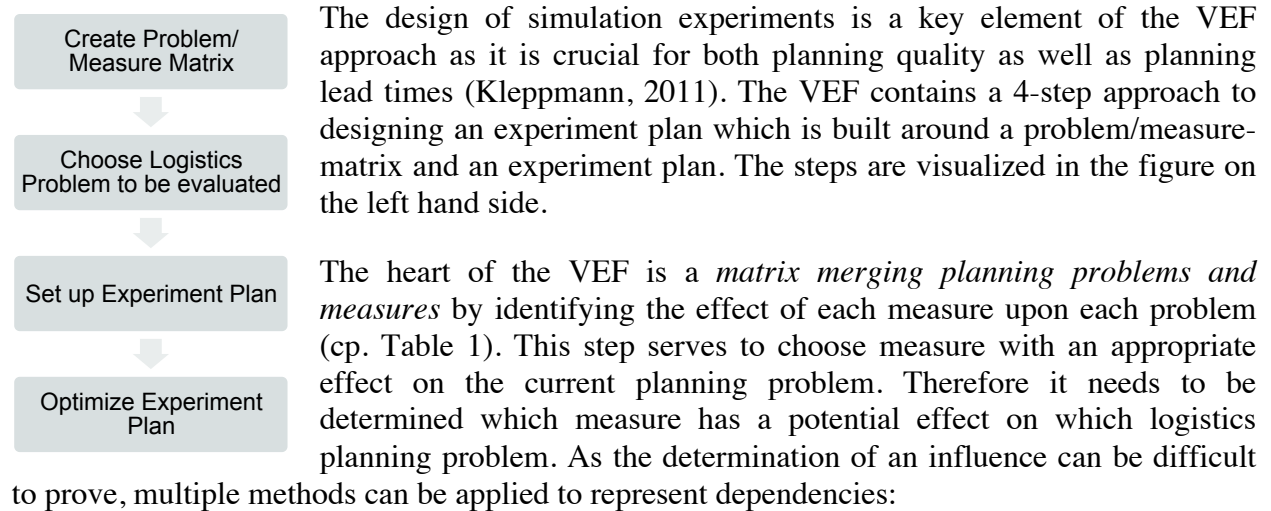 Create Problem/
Measure Matrix
Choose Logistics
Problem to be evaluated
Set up Experiment Plan
Optimize Experiment
Plan
The design of simulation experiments is a key element of the VEF
approach as it is crucial for both planning quality as well as planning
lead times (Kleppmann, 2011). The VEF contains a 4-step approach to
designing an experiment plan which is built around a problem/measure-
matrix and an experiment plan. The steps are visualized in the figure on
the left hand side.
The heart of the VEF is a matrix merging planning problems and
measures by identifying the effect of each measure upon each problem
(cp. Table 1). This step serves to choose measure with an appropriate
effect on the current planning problem. Therefore it needs to be
determined which measure has a potential effect on which logistics
planning problem. As the determination of an influence can be difficult
to prove, multiple methods can be applied to represent dependencies: